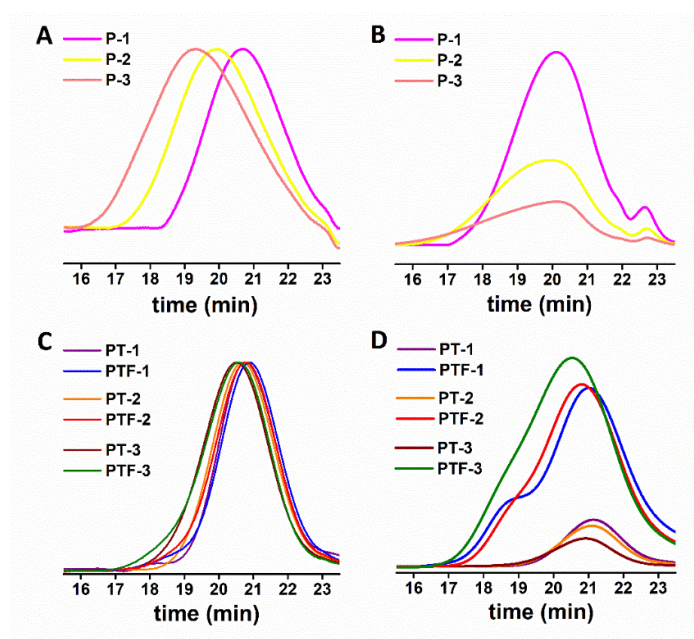 A
P-1
P-2
P-3
16 17 18 19 20 21 22 23
time (min)
B
P-1
P-2
P-3
16 17 18 19 20 21 22 23
time (min)
C
PT-1
PTF-1
PT-2
PTF-2
PT-3
PTF-3
16 17 18 19 20 21 22 23
time (min)
D
PT-1
PTF-1
PT-2
PTF-2
PT-3
PTF-3
16 17 18 19 20 21 22 23
time (min)